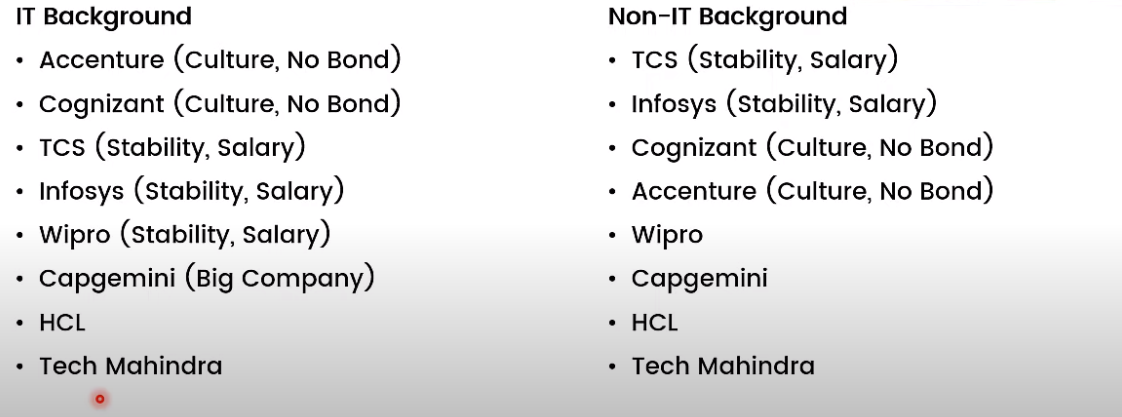 IT Background
• Accenture (Culture, No Bond)
• Cognizant (Culture, No Bond)
• TCS (Stability, Salary)
• Infosys (Stability, Salary)
• Wipro (Stability, Salary)
• Capgemini (Big Company)
• HCL
• Tech Mahindra
Non-IT Background
• TCS (Stability, Salary)
• Infosys (Stability, Salary)
• Cognizant (Culture, No Bond)
• Accenture (Culture, No Bond)
• Wipro
• Capgemini
• HCL
• Tech Mahindra